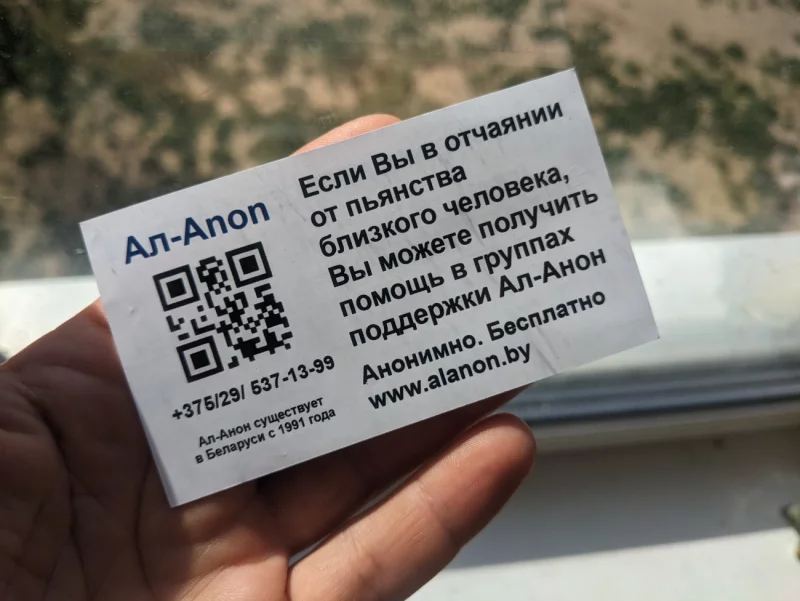 Ал-Anon
+375/29/ 537-13-99
Ал-Анон существует
в Беларуси с 1991 года
Если Вы в отчаянии
от пьянства
близкого человека,
Вы можете получить
помощь в группах
поддержки Ал-Анон
Анонимно. Бесплатно
www.alanon.by